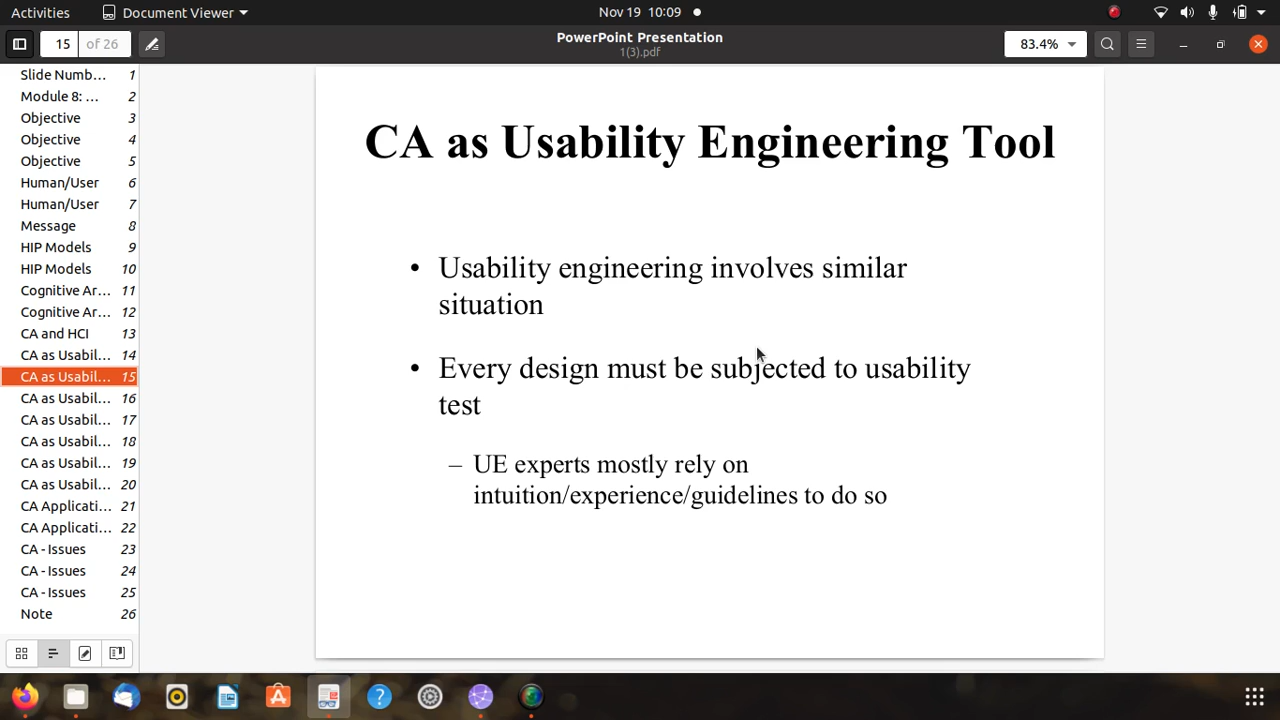 Activities
Document Viewer
Nov 19 10:09
15 of 26
PowerPoint Presentation
1(3).pdf
83.4%
Slide Numb... 1
Module 8: ... 2
Objective 3
Objective 4
Objective 5
Human/User 6
Human/User 7
Message 8
HIP Models 9
HIP Models 10
Cognitive Ar... 11
Cognitive Ar... 12
CA and HCI 13
CA as Usabil... 14
CA as Usabil... 15
CA as Usabil... 16
CA as Usabil... 17
CA as Usabil... 18
CA as Usabil... 19
CA as Usabil... 20
CA Applicati... 21
CA Applicati... 22
CA - Issues 23
CA - Issues 24
CA - Issues 25
Note 26
CA as Usability Engineering Tool
• Usability engineering involves similar
situation
• Every design must be subjected to usability
test
– UE experts mostly rely on
intuition/experience/guidelines to do so